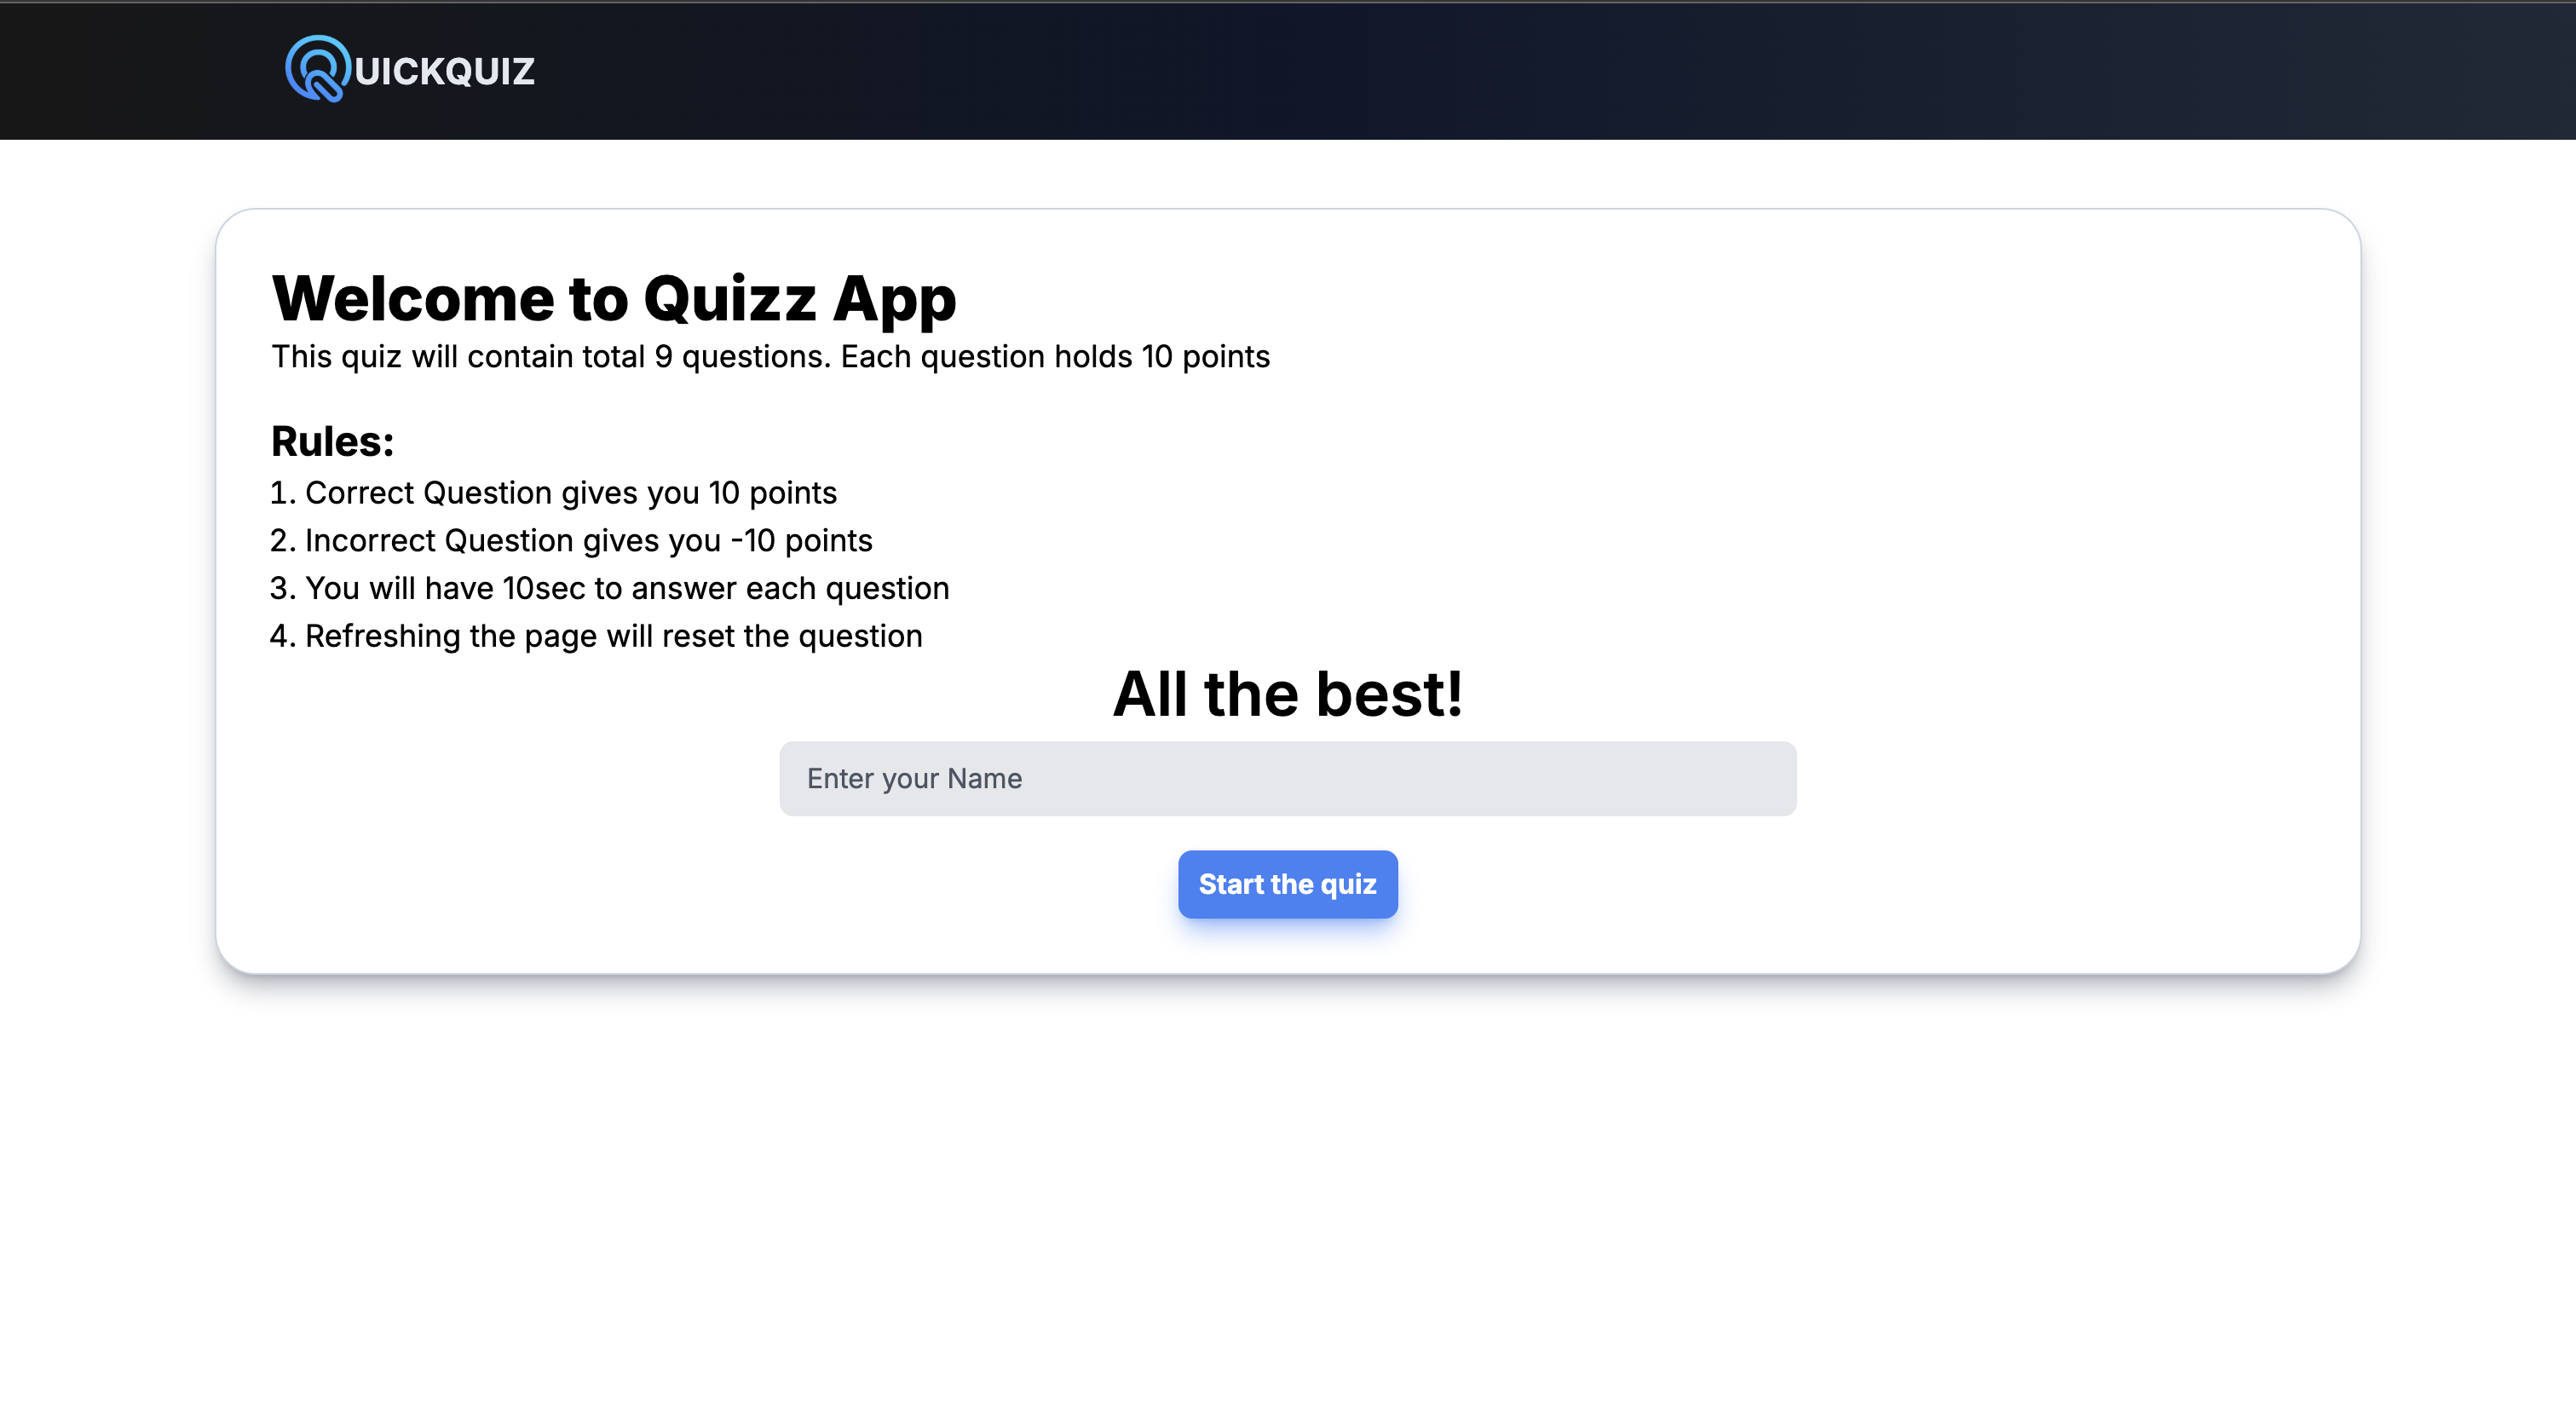 QUICKQUIZ
Welcome to Quizz App
This quiz will contain total 9 questions. Each question holds 10 points
Rules:
1. Correct Question gives you 10 points
2. Incorrect Question gives you -10 points
3. You will have 10sec to answer each question
4. Refreshing the page will reset the question
All the best!
Enter your Name
Start the quiz